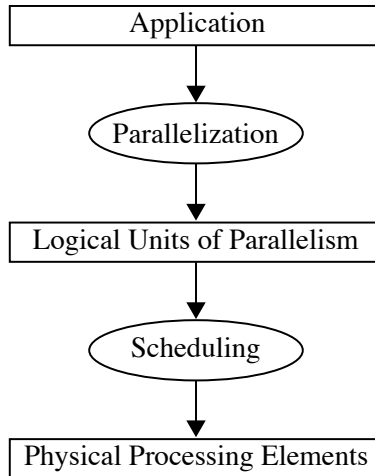 Application
Parallelization
Logical Units of Parallelism
Scheduling
Physical Processing Elements